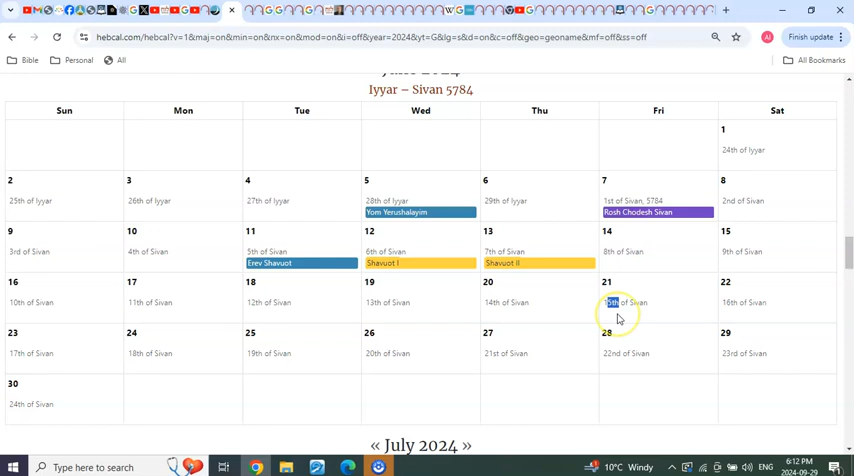 hebcal.com/hebcal?v=1&maj=on&min=on&nx=on&mod=on&i=off&year=2024&yt=G&lg=s&d=on&c=off&geo=geoname&mf=off&ss=off
AI
Finish update
Bible
Personal
All
All Bookmarks
June 2024
Iyyar – Sivan 5784
Sun Mon Tue Wed Thu Fri Sat
1
24th of Iyyar
2 3 4 5 6 7 8
25th of Iyyar 26th of Iyyar 27th of Iyyar 28th of Iyyar 29th of Iyyar 1st of Sivan, 5784 2nd of Sivan
Yom Yerushalayim Rosh Chodesh Sivan
9 10 11 12 13 14 15
3rd of Sivan 4th of Sivan 5th of Sivan 6th of Sivan 7th of Sivan 8th of Sivan 9th of Sivan
Erev Shavuot Shavuot I Shavuot II
16 17 18 19 20 21 22
10th of Sivan 11th of Sivan 12th of Sivan 13th of Sivan 14th of Sivan 15th of Sivan 16th of Sivan
23 24 25 26 27 28 29
17th of Sivan 18th of Sivan 19th of Sivan 20th of Sivan 21st of Sivan 22nd of Sivan 23rd of Sivan
30
24th of Sivan
« July 2024 »
Type here to search
10°C Windy
ENG
6:12 PM
2024-09-29